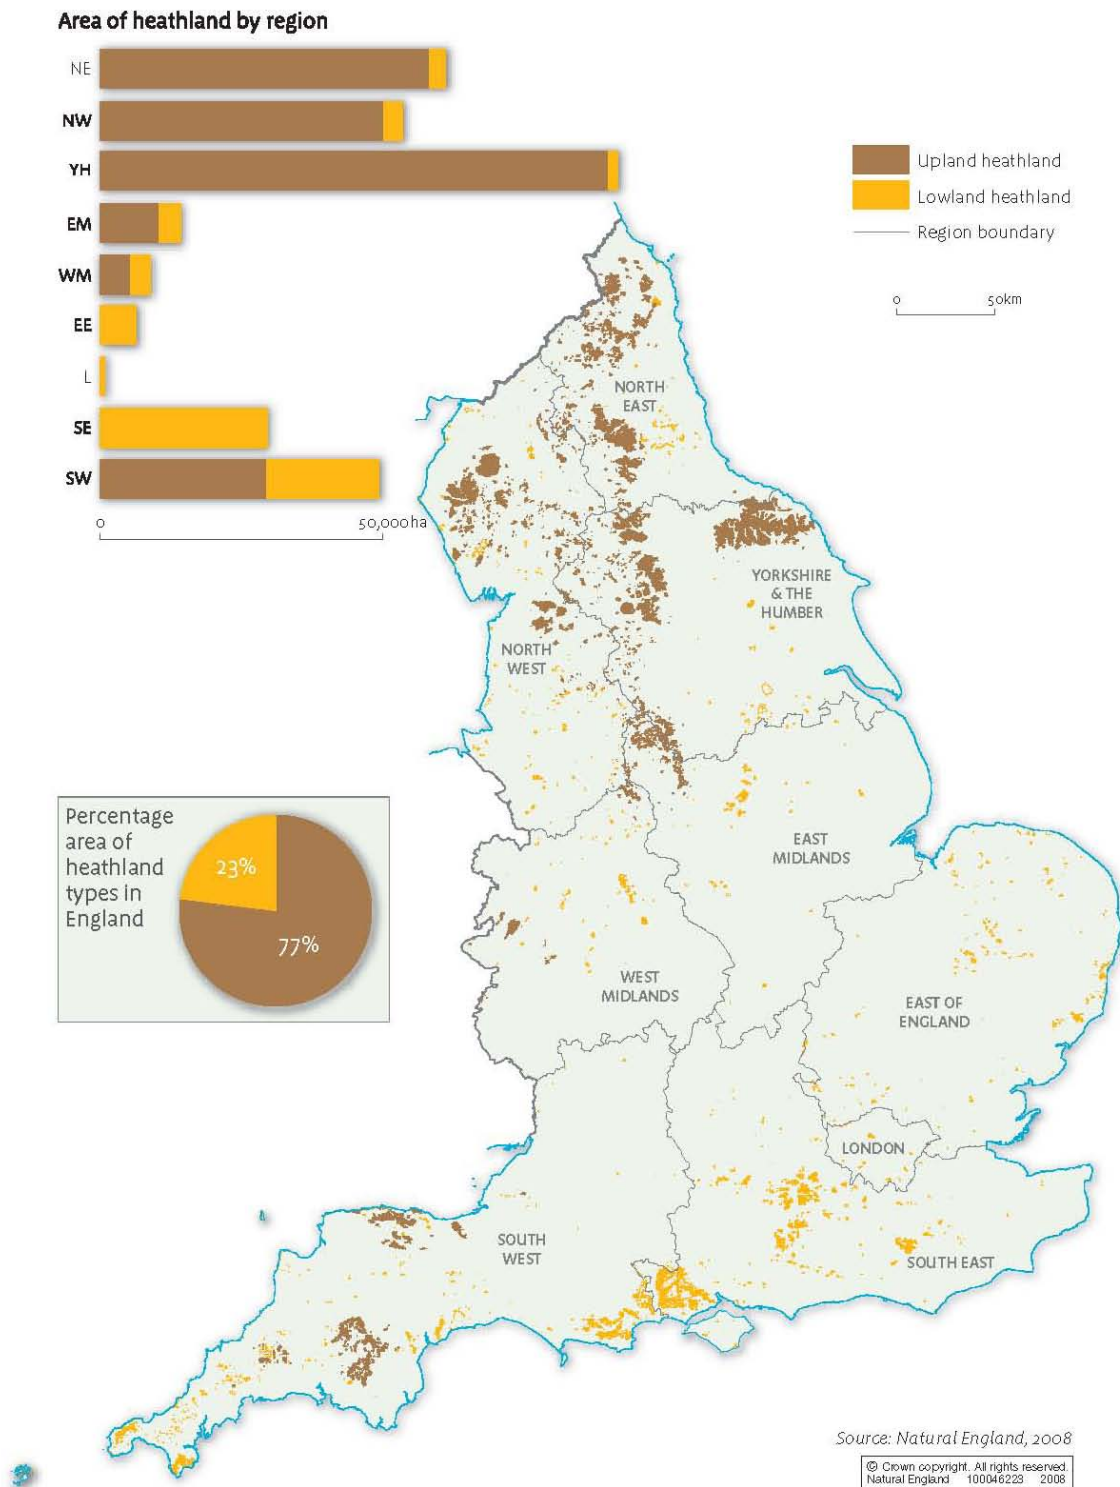 Area of heathland by region
NE
NW
YH
EM
WM
EE
L
SE
SW
0
50,000ha
Upland heathland
Lowland heathland
Region boundary
0
50km
NORTH
EAST
YORKSHIRE
& THE
HUMBER
NORTH
WEST
Percentage
area of
heathland
types in
England
23%
77%
EAST
MIDLANDS
WEST
MIDLANDS
EAST OF
ENGLAND
LONDON
SOUTH
WEST
SOUTH EAST
Source: Natural England, 2008
© Crown copyright. All rights reserved.
Natural England 100046223 2008